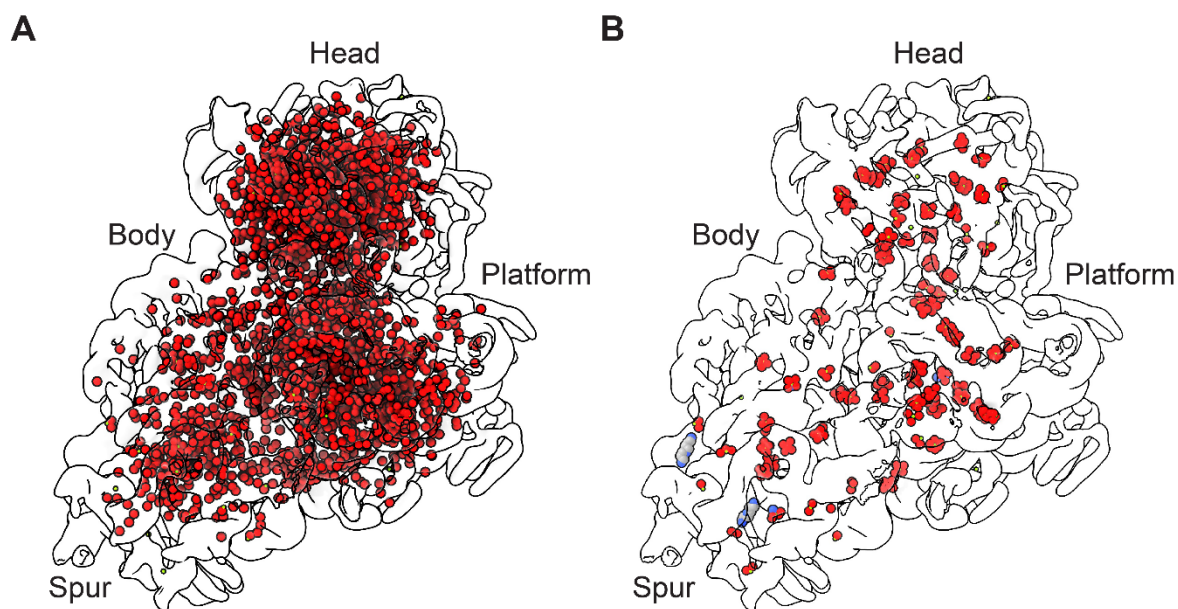 A
Head
Body
Platform
Spur
B
Head
Body
Platform
Spur